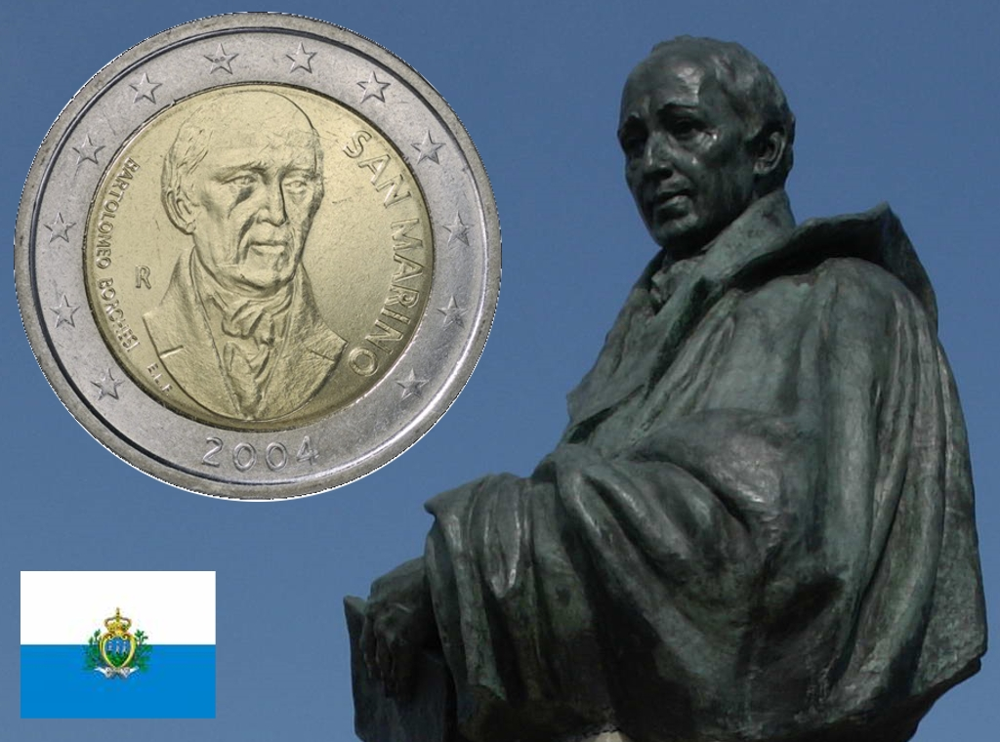 SAN MARINO
BARTOLOMEO BORGHESI
R
E.L.F.
2004